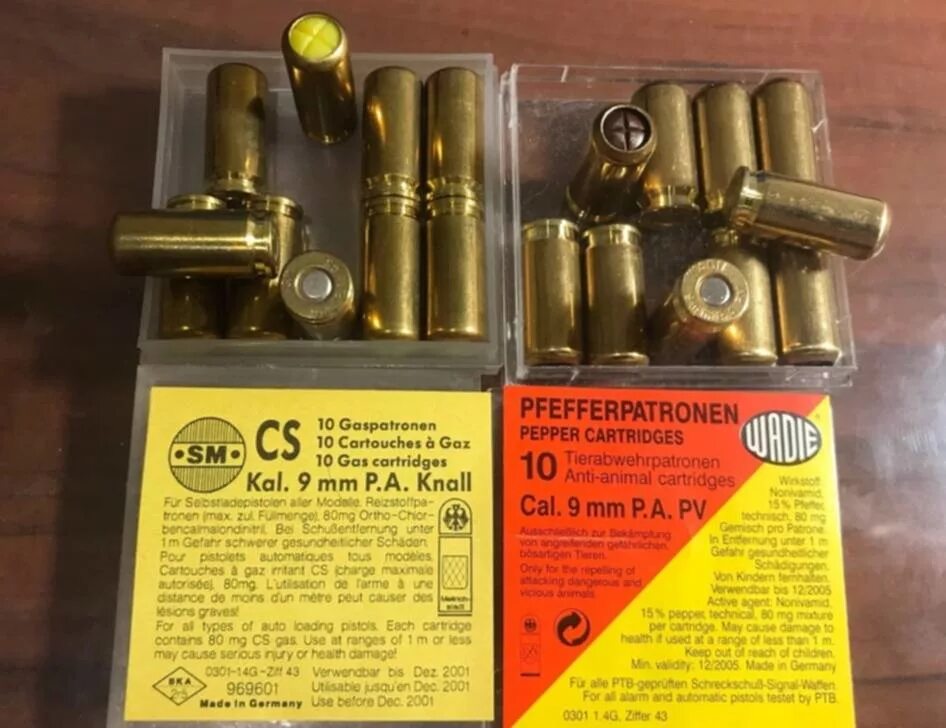 SM
CS
10 Gaspatronen
10 Cartouches à Gaz
10 Gas cartridges
Kal. 9 mm P.A. Knall
Für Selbstladepistolen aller Modelle. Reizstoffpa-
tronen (max. zul. Füllmenge), 80mg Ortho-Chlor-
bencalmalondinitril. Bei Schußentfernung unter
1 m Gefahr schwerer gesundheitlicher Schäden.
Pour pistolets automatiques tous modèles.
Cartouches à gaz irritant CS (charge maximale
autorisée), 80mg. L'utilisation de l'arme à une
distance de moins d'un mètre peut causer des
lésions graves!
For all types of auto loading pistols. Each cartridge
contains 80 mg CS gas. Use at ranges of 1 m or less
may cause serious injury or health damage!
BKA
0301-1.4G-Ziff 43
969601
Made in Germany
Verwendbar bis Dez. 2001
Utilisable jusqu'en Dec. 2001
Use before Dec. 2001
PFEFFERPATRONEN
PEPPER CARTRIDGES
10 Tierabwehrpatronen
Anti-animal cartridges
Cal. 9 mm P.A. PV
WADIE
Ausschließlich zur Bekämpfung
von angreifenden gefährlichen,
bösartigen Tieren.
Only for the repelling of
attacking dangerous and
vicious animals.
Wirkstoff:
Nonivamid,
15 % Pfeffer,
technisch, 80 mg
Gemisch pro Patrone.
In Entfernung unter 1 m
Gefahr gesundheitlicher
Schädigungen.
Von Kindern fernhalten.
Verwendbar bis 12/2005
Active agent: Nonivamid,
15 % pepper, technical, 80 mg mixture
per cartridge. May cause damage to
health if used at a range of less than 1 m.
Keep out of reach of children.
Min. validity: 12/2005. Made in Germany
Für alle PTB-geprüften Schreckschuß-Signal-Waffen.
For all alarm and automatic pistols tested by PTB.
0301 1.4G, Ziffer 43